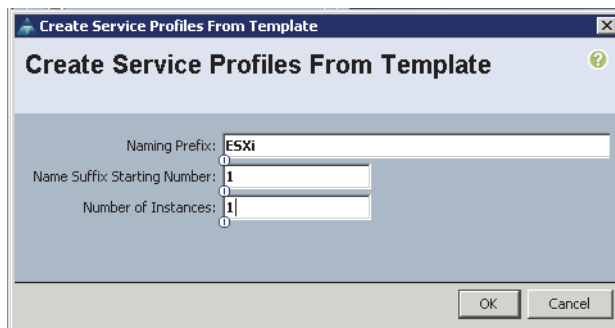 Create Service Profiles From Template
Create Service Profiles From Template
Naming Prefix: ESXi
Name Suffix Starting Number: 1
Number of Instances: 1
OK Cancel